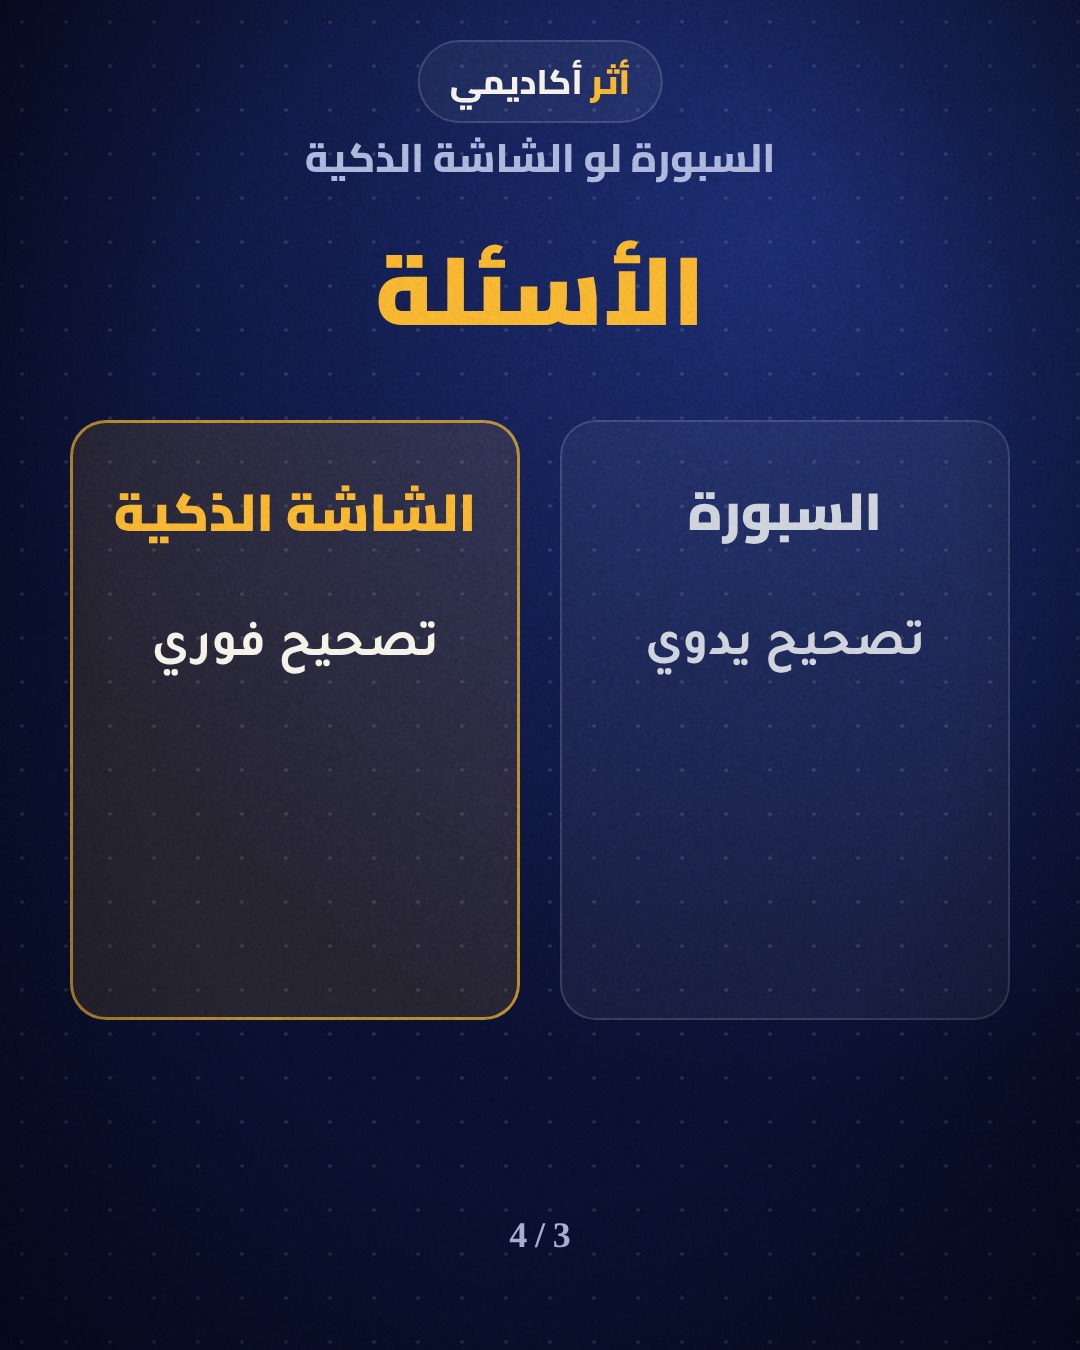 أثر أكاديمي
السبورة لو الشاشة الذكية
الأسئلة
السبورة
تصحيح يدوي
الشاشة الذكية
تصحيح فوري
4 / 3